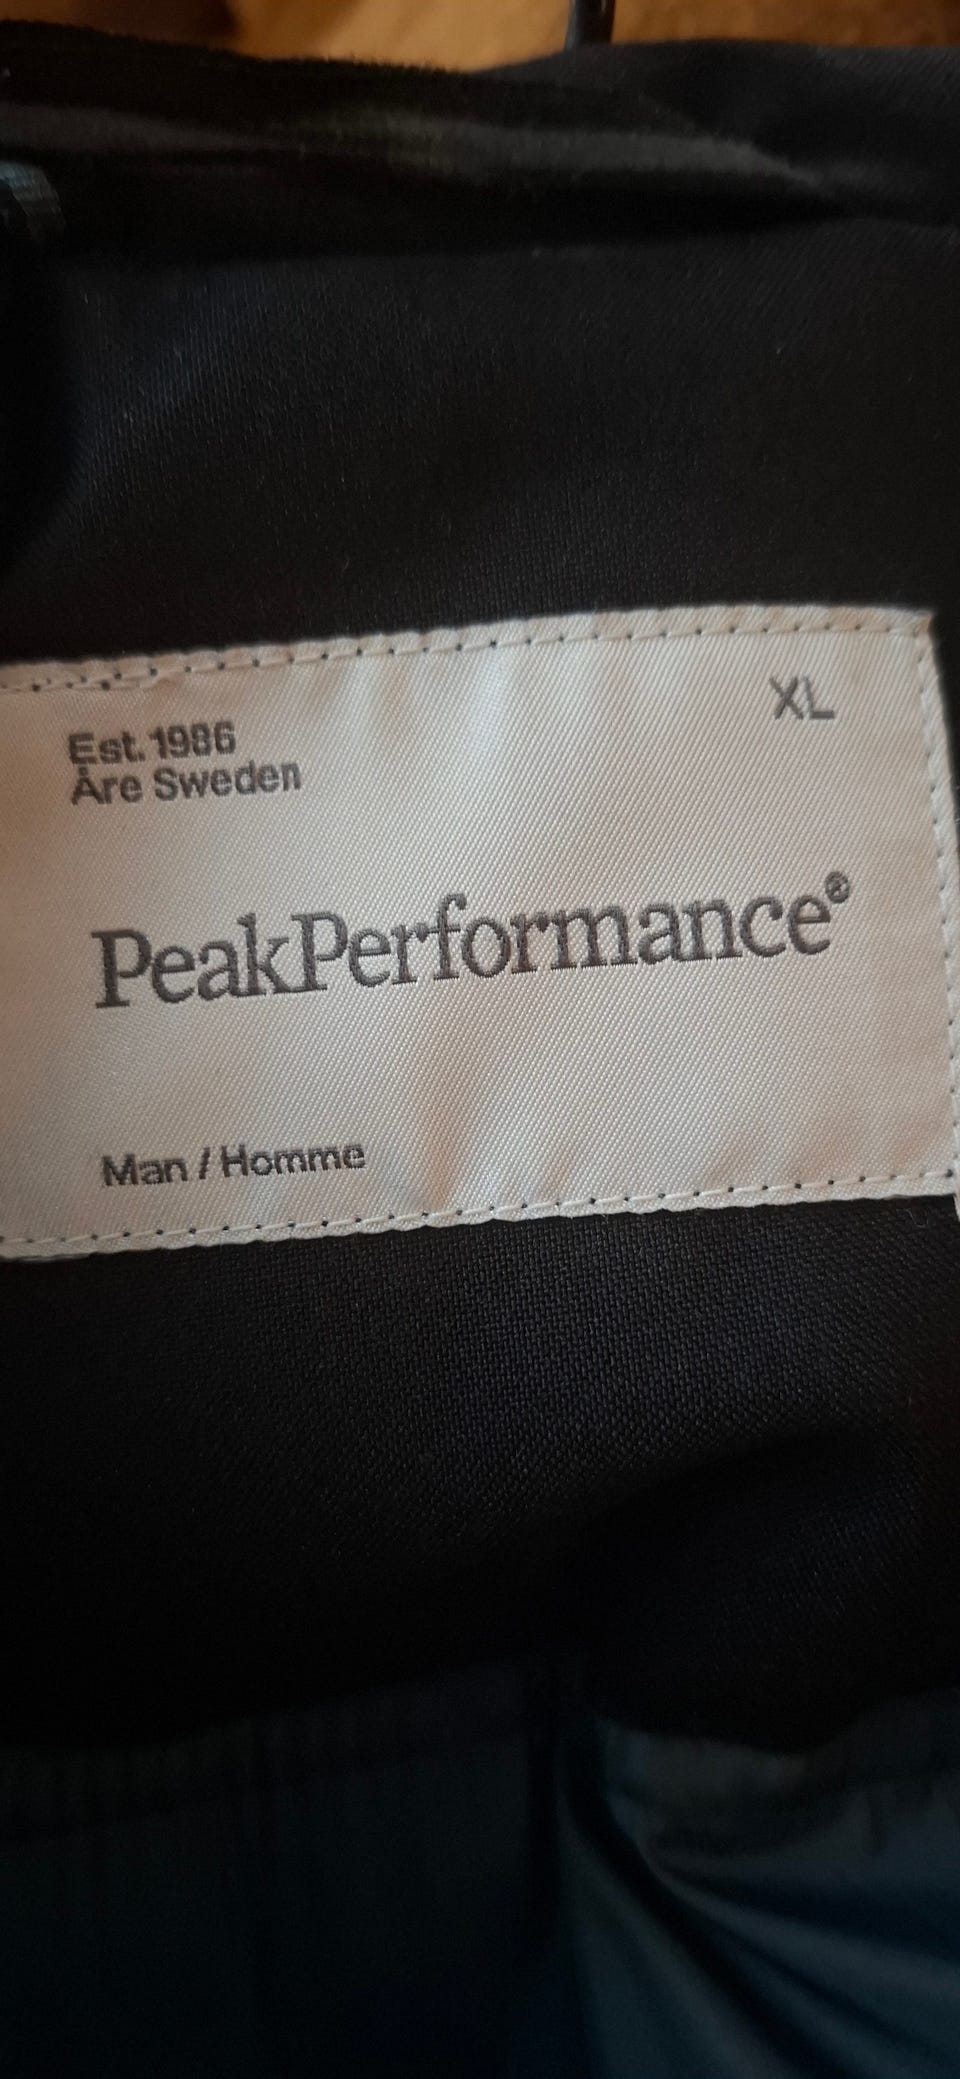 XL
Est. 1986
Åre Sweden
PeakPerformance®
Man / Homme